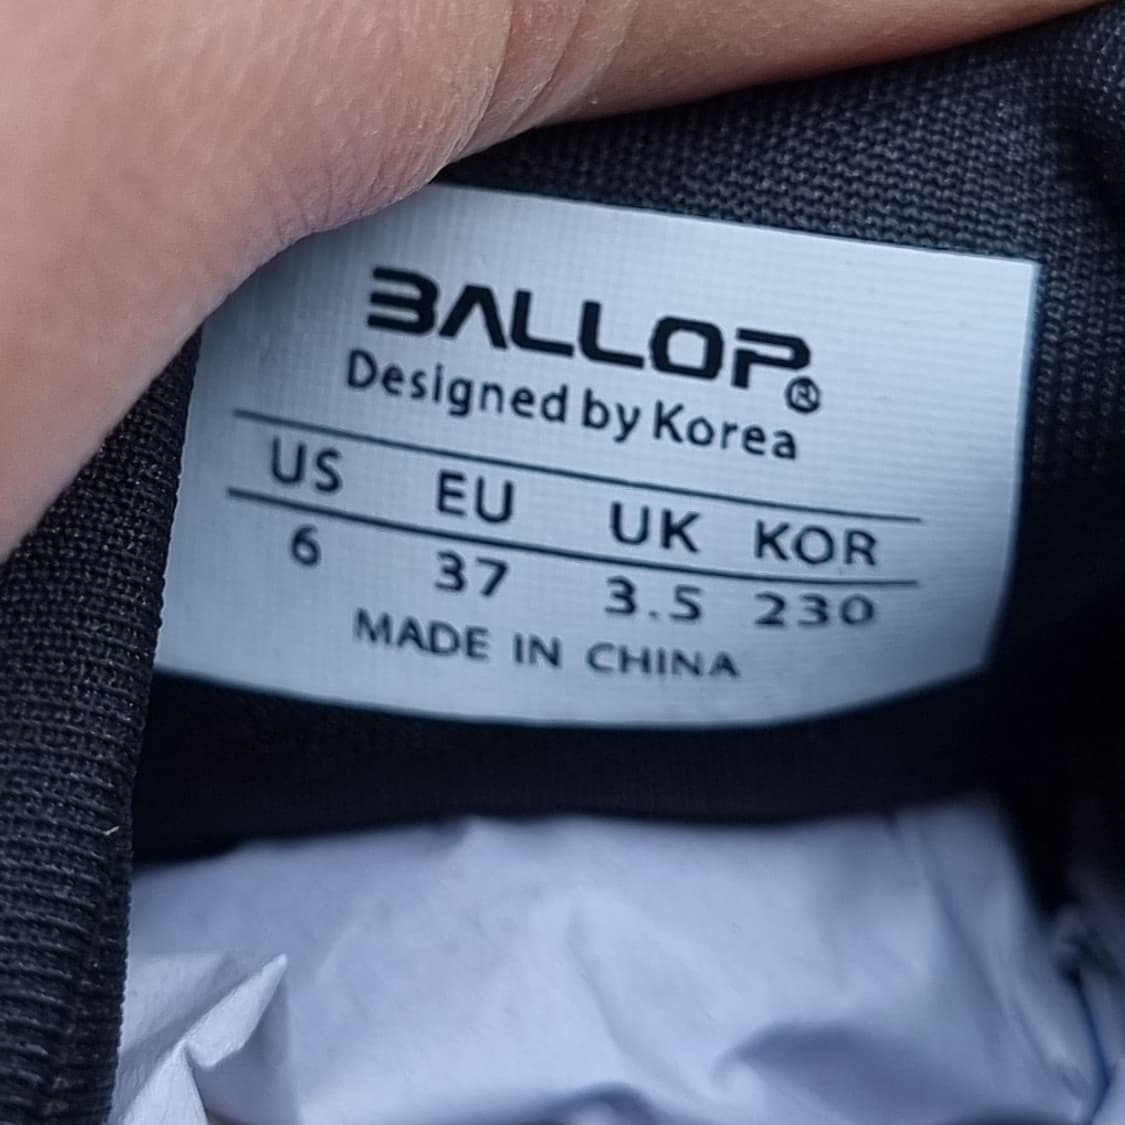 BALLOP®
Designed by Korea
US EU UK KOR
6 37 3.5 230
MADE IN CHINA